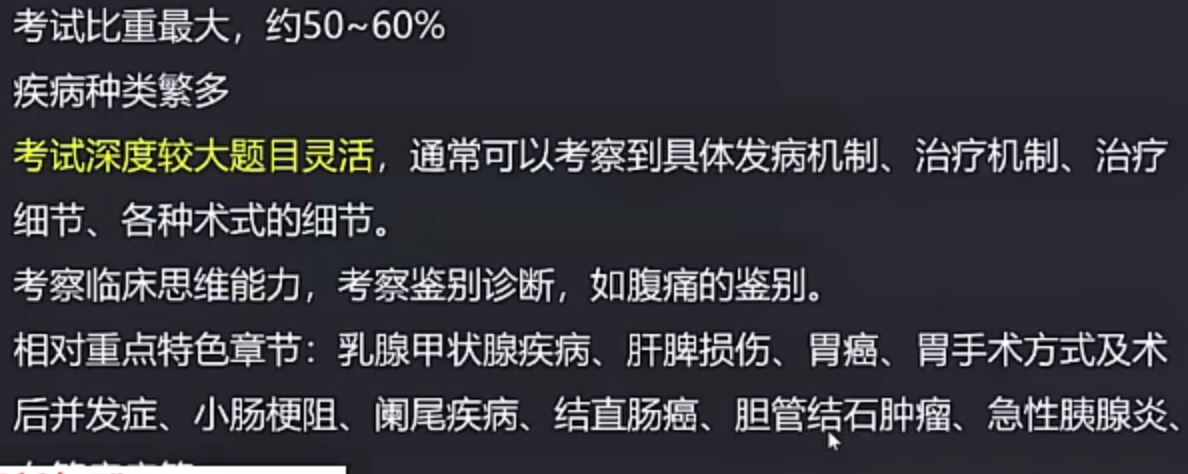 考试比重最大，约50~60%
疾病种类繁多
考试深度较大题目灵活，通常可以考察到具体发病机制、治疗机制、治疗
细节、各种术式的细节。
考察临床思维能力，考察鉴别诊断，如腹痛的鉴别。
相对重点特色章节：乳腺甲状腺疾病、肝脾损伤、胃癌、胃手术方式及术
后并发症、小肠梗阻、阑尾疾病、结直肠癌、胆管结石肿瘤、急性胰腺炎、